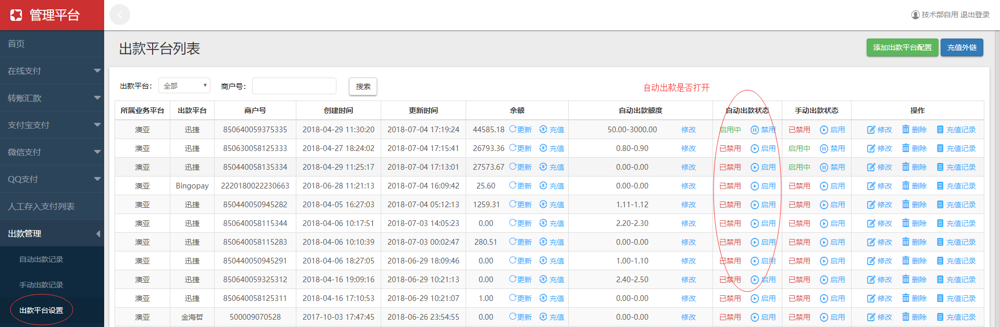 管理平台
技术部自用 退出登录
首页
在线支付
转账汇款
支付宝支付
微信支付
QQ支付
人工存入支付列表
出款管理
自动出款记录
手动出款记录
出款平台设置
出款平台列表
添加出款平台配置 充值外链
出款平台： 全部 商户号： 搜索
自动出款是否打开
所属业务平台 出款平台 商户号 创建时间 更新时间 余额 自动出款额度 自动出款状态 手动出款状态 操作
澳亚 迅捷 850640059375335 2018-04-29 11:30:20 2018-07-04 17:19:24 44585.18 更新 充值 50.00-3000.00 修改 启用中 禁用 已禁用 启用 修改 删除 充值记录
澳亚 迅捷 850630058125333 2018-04-27 18:24:02 2018-07-04 17:15:41 26793.36 更新 充值 0.80-0.90 修改 已禁用 启用 启用中 禁用 修改 删除 充值记录
澳亚 迅捷 850440058135334 2018-04-29 11:25:17 2018-07-04 17:13:01 27573.67 更新 充值 0.00-0.00 修改 已禁用 启用 启用中 禁用 修改 删除 充值记录
澳亚 Bingopay 2220180022230663 2018-06-28 11:21:13 2018-07-04 16:09:42 25.60 更新 充值 0.00-0.00 修改 已禁用 启用 已禁用 启用 修改 删除 充值记录
澳亚 迅捷 850440050945282 2018-04-05 16:27:03 2018-07-04 05:12:13 1259.31 更新 充值 1.11-1.12 修改 已禁用 启用 已禁用 启用 修改 删除 充值记录
澳亚 迅捷 850640058115344 2018-04-06 10:17:51 2018-07-03 14:05:23 0.00 更新 充值 2.20-2.30 修改 已禁用 启用 已禁用 启用 修改 删除 充值记录
澳亚 迅捷 850640058115283 2018-04-06 10:10:39 2018-07-03 00:02:47 280.51 更新 充值 0.00-0.00 修改 已禁用 启用 已禁用 启用 修改 删除 充值记录
澳亚 迅捷 850440050945291 2018-04-06 18:27:05 2018-06-29 18:09:46 0.00 更新 充值 1.00-1.10 修改 已禁用 启用 已禁用 启用 修改 删除 充值记录
澳亚 迅捷 850640059325312 2018-04-16 19:09:16 2018-06-29 10:21:13 0.00 更新 充值 2.40-2.50 修改 已禁用 启用 已禁用 启用 修改 删除 充值记录
澳亚 迅捷 850640058125311 2018-04-16 17:10:53 2018-06-29 10:21:07 1.00 更新 充值 0.00-0.00 修改 已禁用 启用 已禁用 启用 修改 删除 充值记录
澳亚 金海哲 500009070528 2017-10-03 17:47:45 2018-06-26 23:54:55 0.00 更新 充值 0.00-0.00 修改 已禁用 启用 已禁用 启用 修改 删除 充值记录